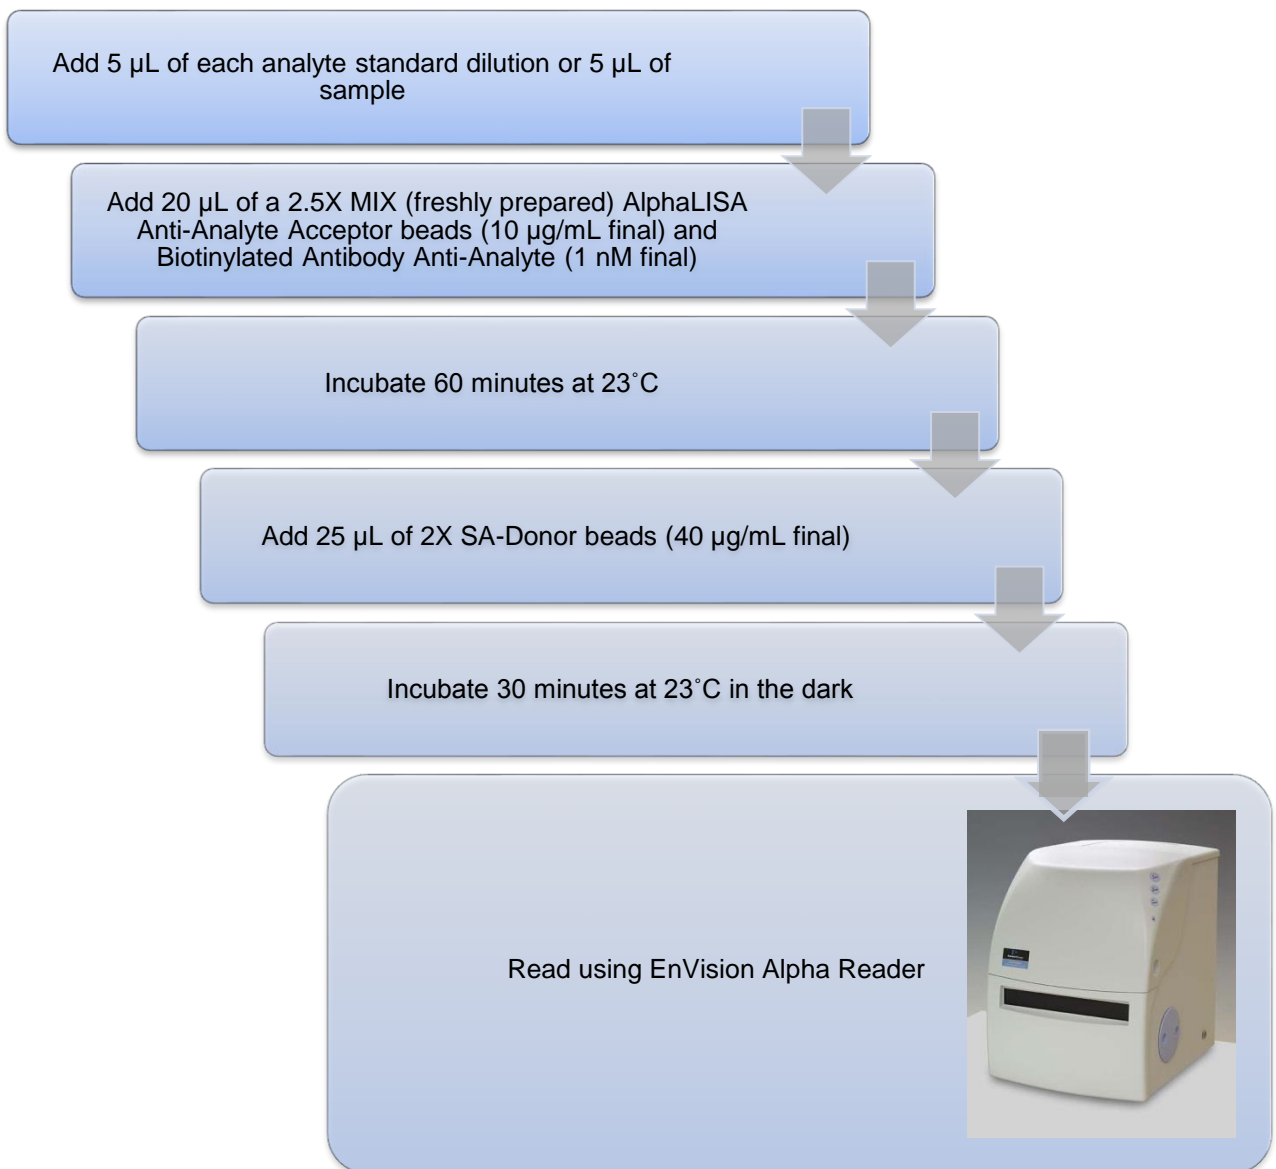 Add 5 µL of each analyte standard dilution or 5 µL of
sample
Add 20 µL of a 2.5X MIX (freshly prepared) AlphaLISA
Anti-Analyte Acceptor beads (10 µg/mL final) and
Biotinylated Antibody Anti-Analyte (1 nM final)
Incubate 60 minutes at 23˚C
Add 25 µL of 2X SA-Donor beads (40 µg/mL final)
Incubate 30 minutes at 23˚C in the dark
Read using EnVision Alpha Reader